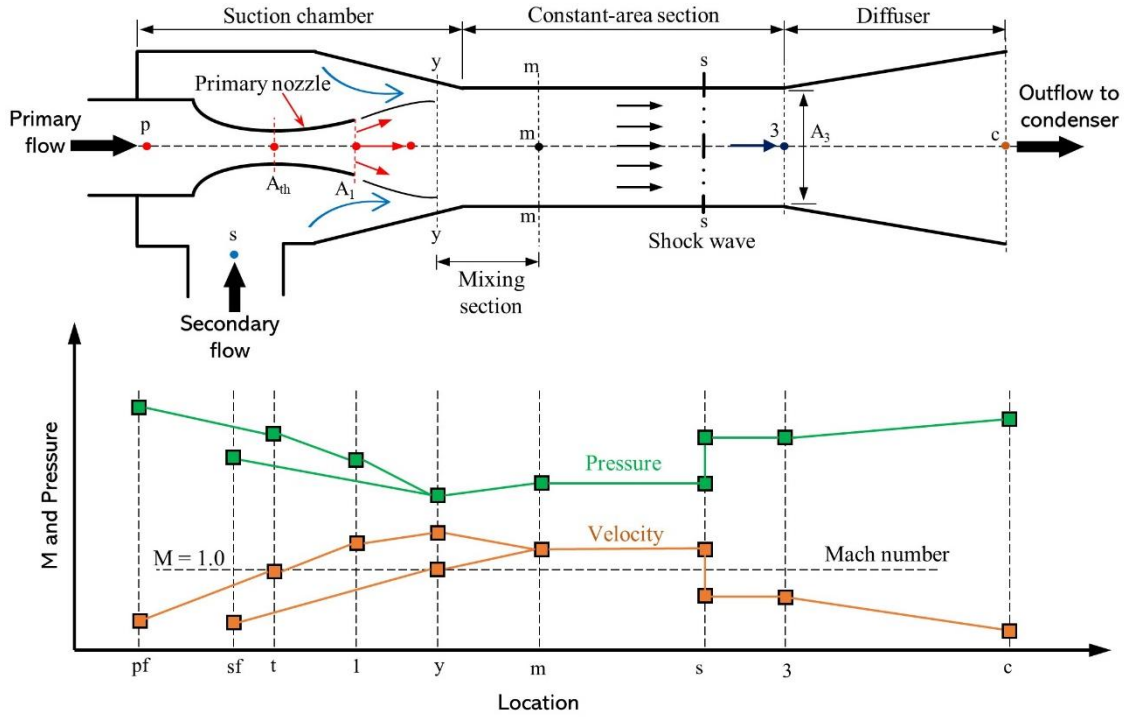 Suction chamber
Constant-area section
Diffuser
y
m
s
Primary nozzle
Primary
flow
p
m
3
A3
c
Outflow to
condenser
Ath
A1
s
y
m
s
Shock wave
Mixing
section
Secondary
flow
M and Pressure
Pressure
Velocity
M = 1.0
Mach number
pf
sf
t
1
y
m
s
3
c
Location